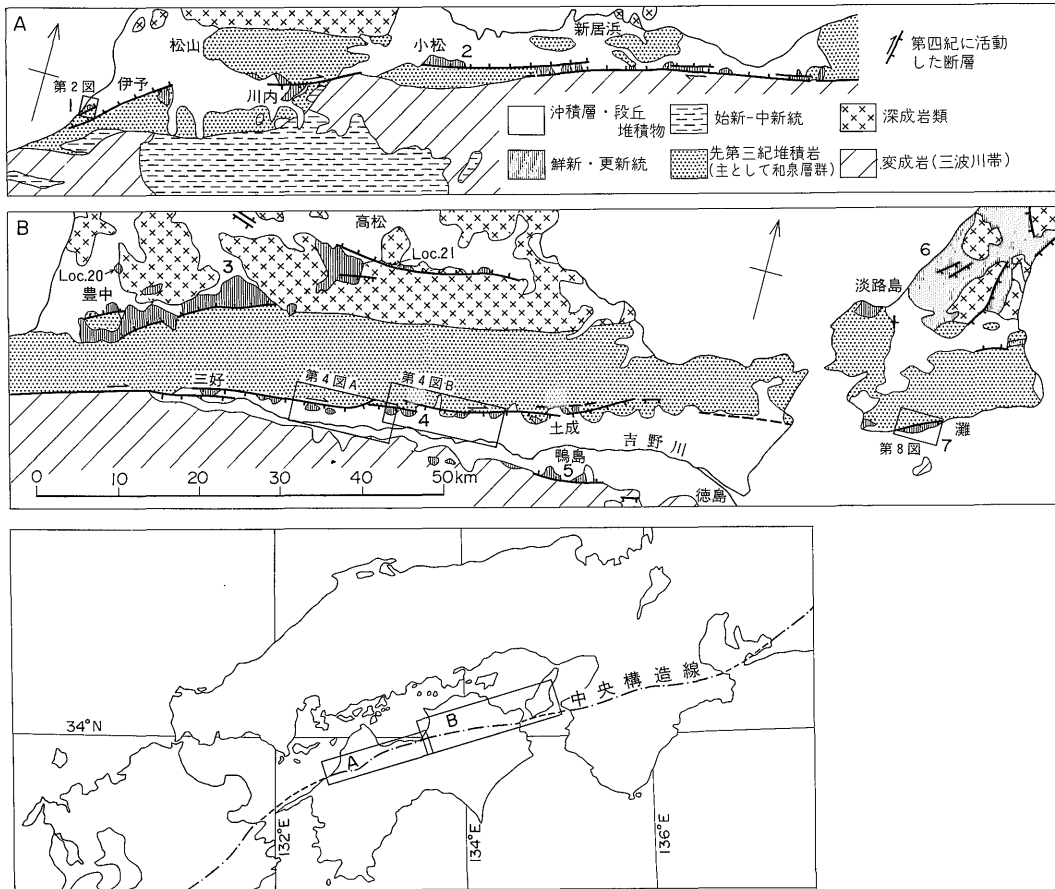 A
松山
小松
2
新居浜
第四紀に活動
した断層
第2図
1
伊予
川内
沖積層・段丘
堆積物
始新-中新統
深成岩類
鮮新・更新統
先第三紀堆積岩
(主として和泉層群)
変成岩(三波川帯)
B
高松
Loc.21
Loc.20
3
豊中
6
淡路島
三好
第4図A
第4図B
4
土成
吉野川
鴨島
5
徳島
灘
第8図
7
0
10
20
30
40
50km
中央構造線
34°N
B
A
132°E
134°E
136°E